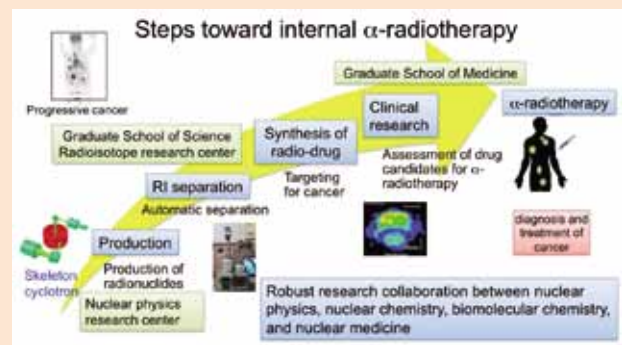 Steps toward internal α-radiotherapy
Progressive cancer
Graduate School of Medicine
Clinical
research
α-radiotherapy
Graduate School of Science
Radioisotope research center
Synthesis of
radio-drug
Assessment of drug
candidates for α-
radiotherapy
RI separation
Targeting
for cancer
Automatic separation
Production
diagnosis and
treatment of
cancer
Skeleton
cyclotron
Production of
radionuclides
Nuclear physics
research center
Robust research collaboration between nuclear
physics, nuclear chemistry, biomolecular chemistry,
and nuclear medicine